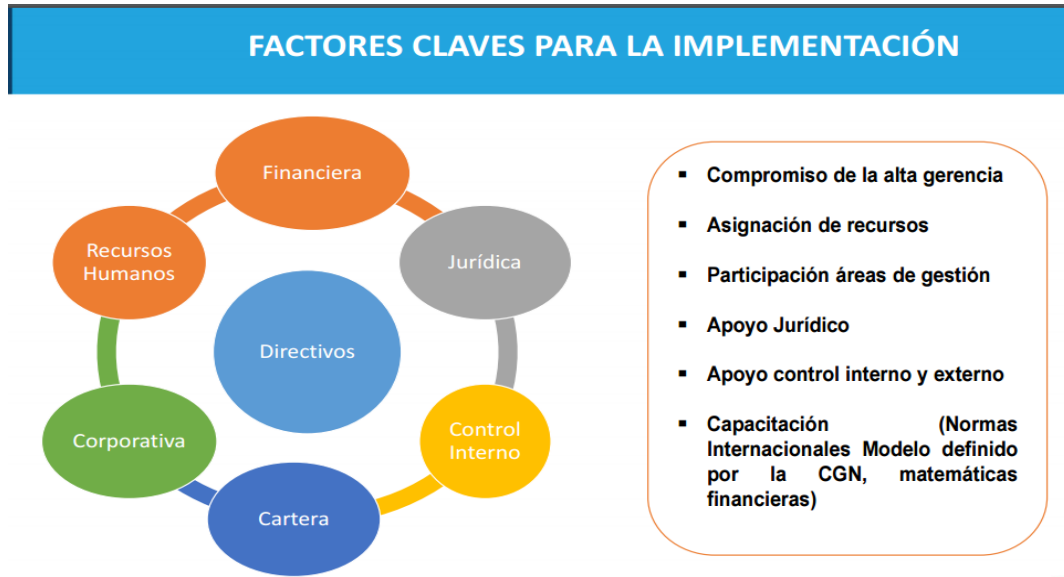 FACTORES CLAVES PARA LA IMPLEMENTACIÓN
Financiera
Recursos
Humanos
Jurídica
Directivos
Corporativa
Control
Interno
Cartera
▪ Compromiso de la alta gerencia
▪ Asignación de recursos
▪ Participación áreas de gestión
▪ Apoyo Jurídico
▪ Apoyo control interno y externo
▪ Capacitación (Normas
Internacionales Modelo definido
por la CGN, matemáticas
financieras)